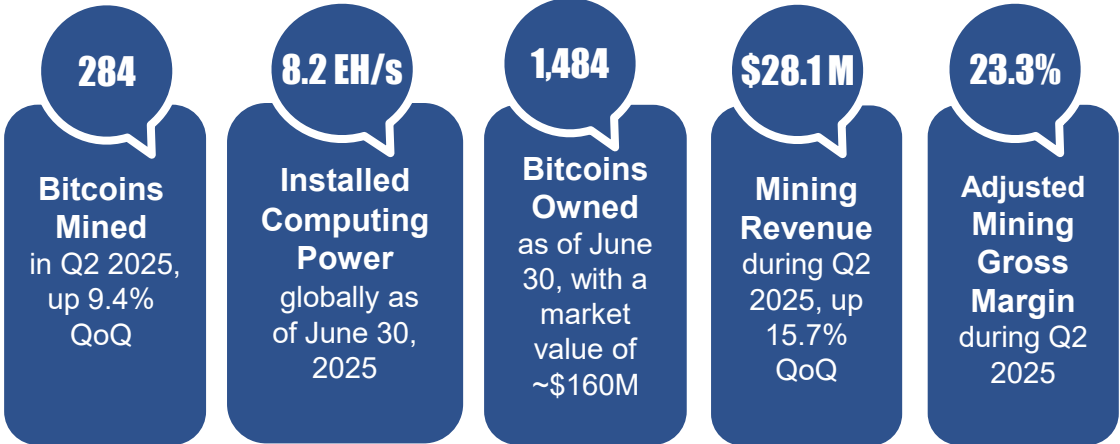 284
Bitcoins
Mined
in Q2 2025,
up 9.4%
QoQ
8.2 EH/s
Installed
Computing
Power
globally as
of June 30,
2025
1,484
Bitcoins
Owned
as of June
30, with a
market
value of
~$160M
$28.1 M
Mining
Revenue
during Q2
2025, up
15.7%
QoQ
23.3%
Adjusted
Mining
Gross
Margin
during Q2
2025